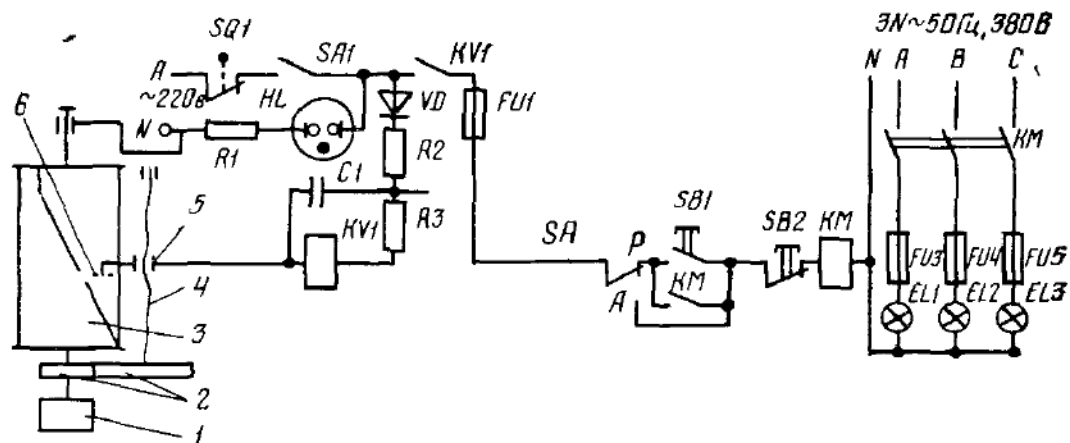 SQ1
SA1
KV1
3N~50Гц, 380В
N A B C
A
~220в
HL
VD
FU1
KM
6
N
R1
R2
C1
5
KV1
R3
SA
P
SB1
SB2
KM
FU3
FU4
FU5
4
KM
EL1
EL2
EL3
A
3
2
1